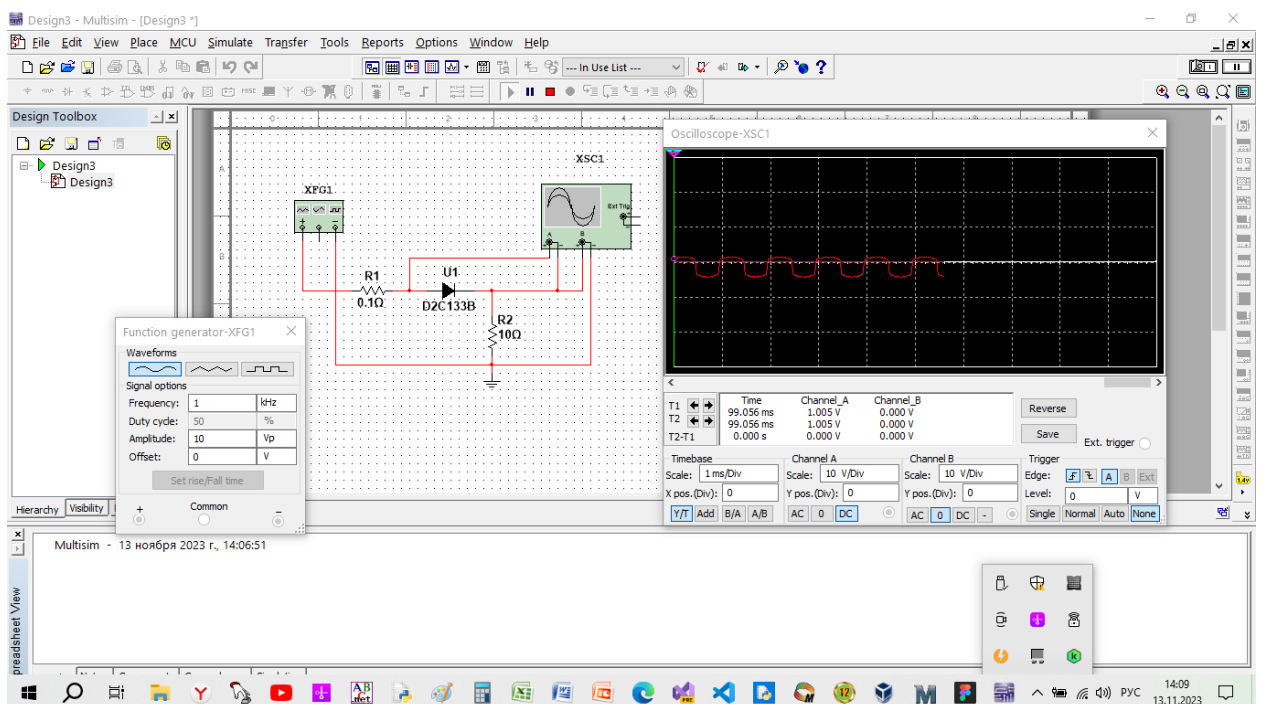 Design3 - Multisim - [Design3 *]
File Edit View Place MCU Simulate Transfer Tools Reports Options Window Help
--- In Use List ---
Design Toolbox
Design3
Design3
0 1 2 3 4
A
B
XFG1
XSC1
Ext Trig
A B
R1
0.1Ω
U1
D2C133B
R2
10Ω
Function generator-XFG1
Waveforms
Signal options
Frequency: 1 kHz
Duty cycle: 50 %
Amplitude: 10 Vp
Offset: 0 V
Set rise/Fall time
+ Common -
Oscilloscope-XSC1
Time Channel_A Channel_B
T1 99.056 ms 1.005 V 0.000 V
T2 99.056 ms 1.005 V 0.000 V
T2-T1 0.000 s 0.000 V 0.000 V
Reverse
Save
Ext. trigger
Timebase
Scale: 1 ms/Div
X pos.(Div): 0
Y/T Add B/A A/B
Channel A
Scale: 10 V/Div
Y pos.(Div): 0
AC 0 DC
Channel B
Scale: 10 V/Div
Y pos.(Div): 0
AC 0 DC -
Trigger
Edge: A B Ext
Level: 0 V
Single Normal Auto None
Hierarchy Visibility
Multisim - 13 ноября 2023 г., 14:06:51
preadsheet View
РУС
14:09
13.11.2023